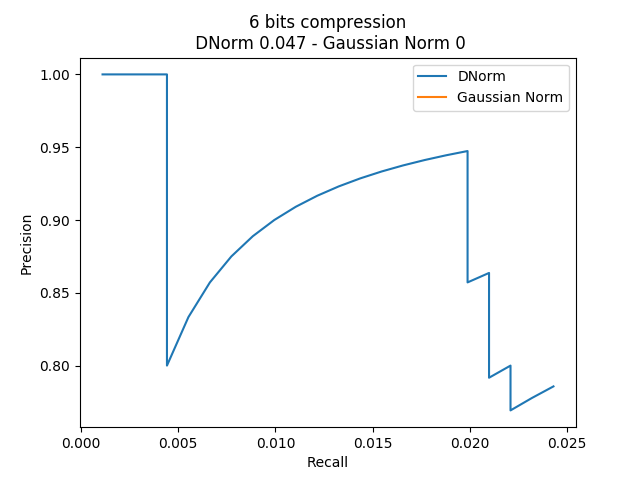 6 bits compression
DNorm 0.047 - Gaussian Norm 0
DNorm
Gaussian Norm
1.00
0.95
0.90
0.85
0.80
Precision
0.000
0.005
0.010
0.015
0.020
0.025
Recall